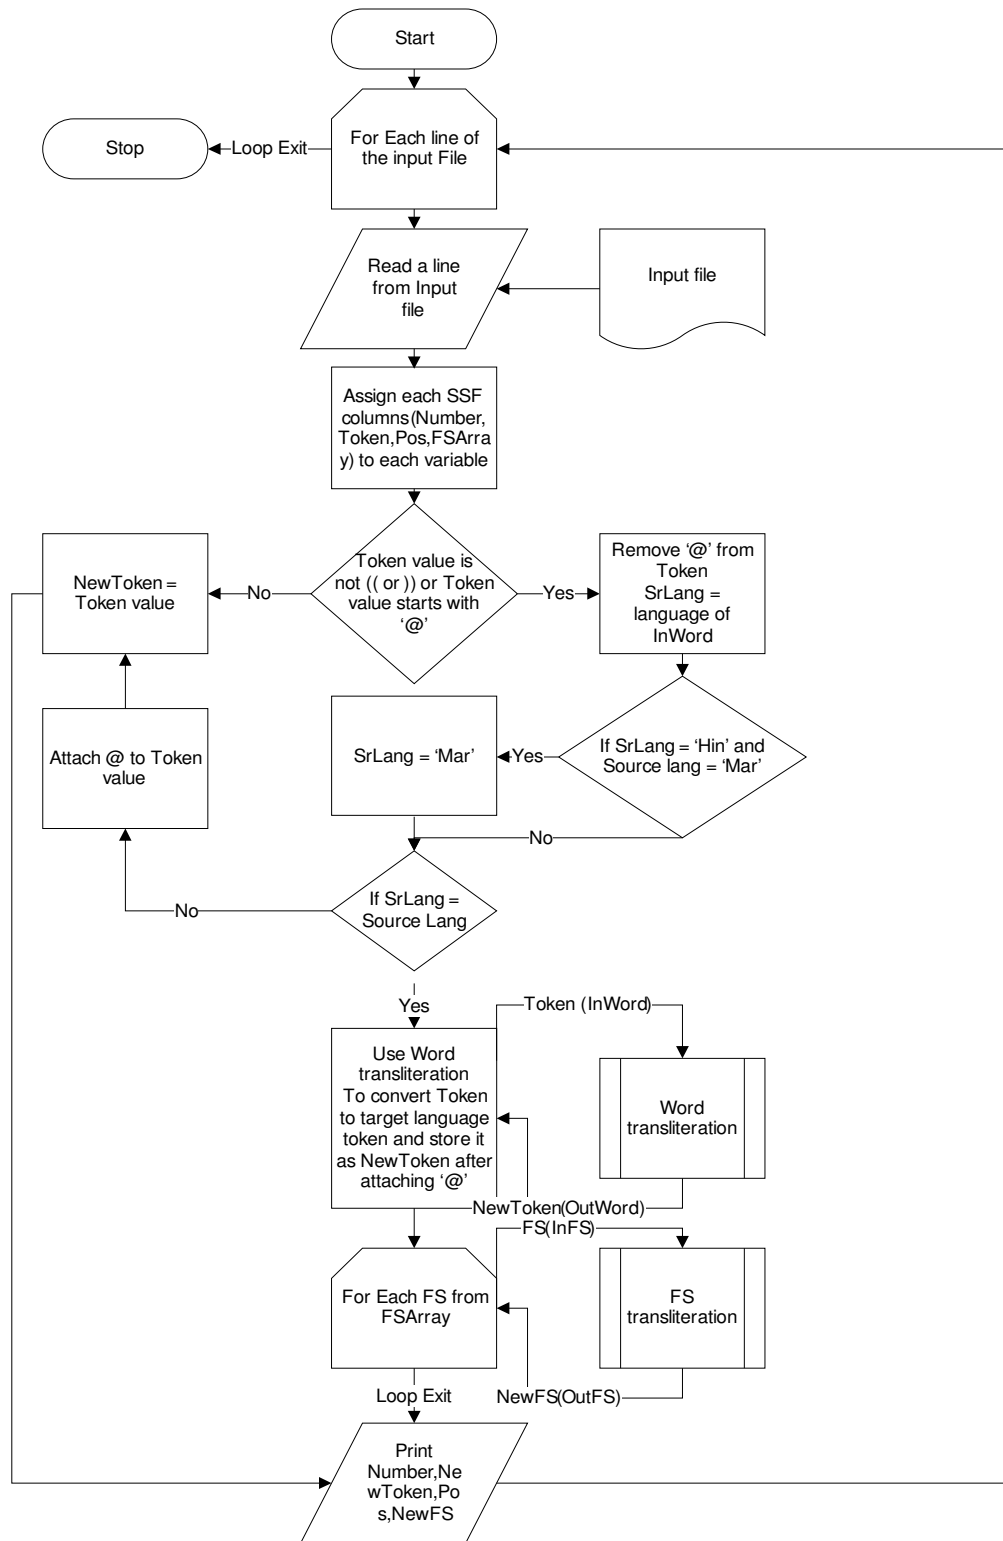 Start
For Each line of
the input File
Loop Exit
Stop
Read a line
from Input
file
Input file
Assign each SSF
columns(Number,
Token,Pos,FSArra
y) to each variable
Token value is
not (( or )) or Token
value starts with
‘@’
No
NewToken =
Token value
Yes
Remove ‘@’ from
Token
SrLang =
language of
InWord
If SrLang = ‘Hin’ and
Source lang = ‘Mar’
Yes
SrLang = ‘Mar’
No
Attach @ to Token
value
If SrLang =
Source Lang
No
Yes
Use Word
transliteration
To convert Token
to target language
token and store it
as NewToken after
attaching ‘@’
Token (InWord)
Word
transliteration
NewToken(OutWord)
FS(InFS)
For Each FS from
FSArray
FS
transliteration
NewFS(OutFS)
Loop Exit
Print
Number,Ne
wToken,Po
s,NewFS